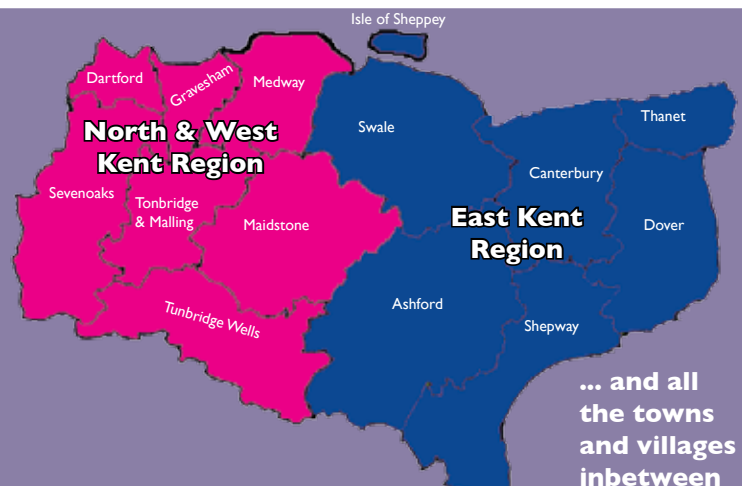 Isle of Sheppey
Dartford
Gravesham
Medway
North & West
Kent Region
Sevenoaks
Tonbridge
& Malling
Maidstone
Tunbridge Wells
Swale
Thanet
Canterbury
East Kent
Region
Dover
Ashford
Shepway
... and all
the towns
and villages
inbetween